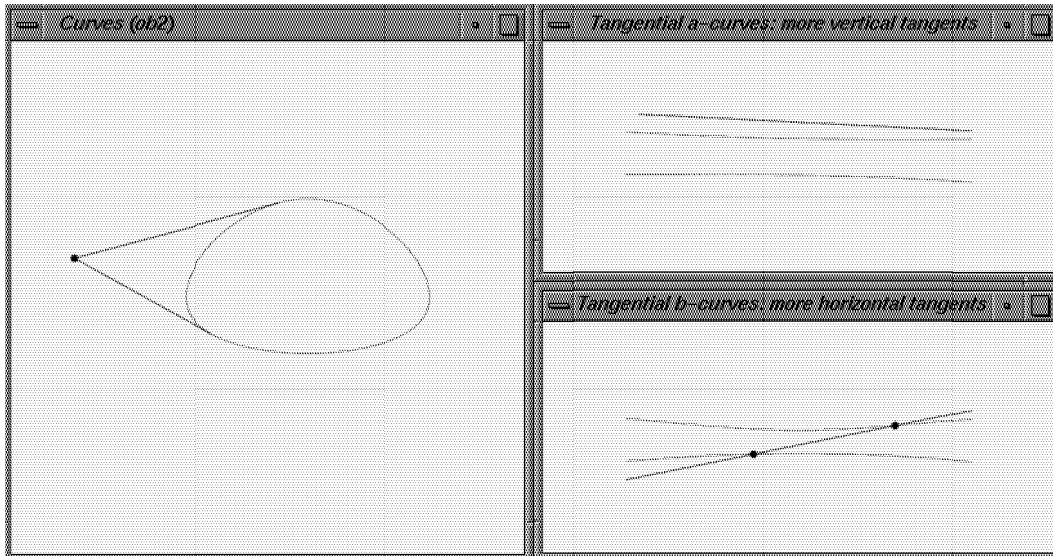 Curves (ob2)
Tangential a-curves: more vertical tangents
Tangential b-curves: more horizontal tangents